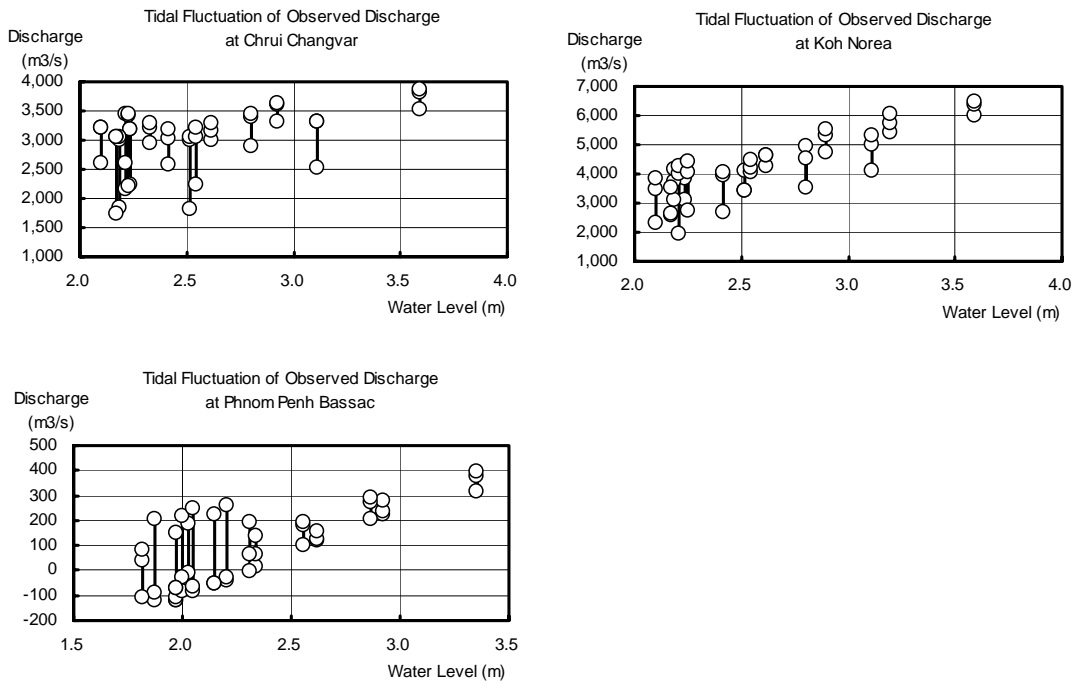 Tidal Fluctuation of Observed Discharge
at Chrui Changvar
Discharge
(m3/s)
4,000
3,500
3,000
2,500
2,000
1,500
1,000
2.0 2.5 3.0 3.5 4.0
Water Level (m)
Tidal Fluctuation of Observed Discharge
at Koh Norea
Discharge
(m3/s)
7,000
6,000
5,000
4,000
3,000
2,000
1,000
2.0 2.5 3.0 3.5 4.0
Water Level (m)
Tidal Fluctuation of Observed Discharge
at Phnom Penh Bassac
Discharge
(m3/s)
500
400
300
200
100
0
-100
-200
1.5 2.0 2.5 3.0 3.5
Water Level (m)